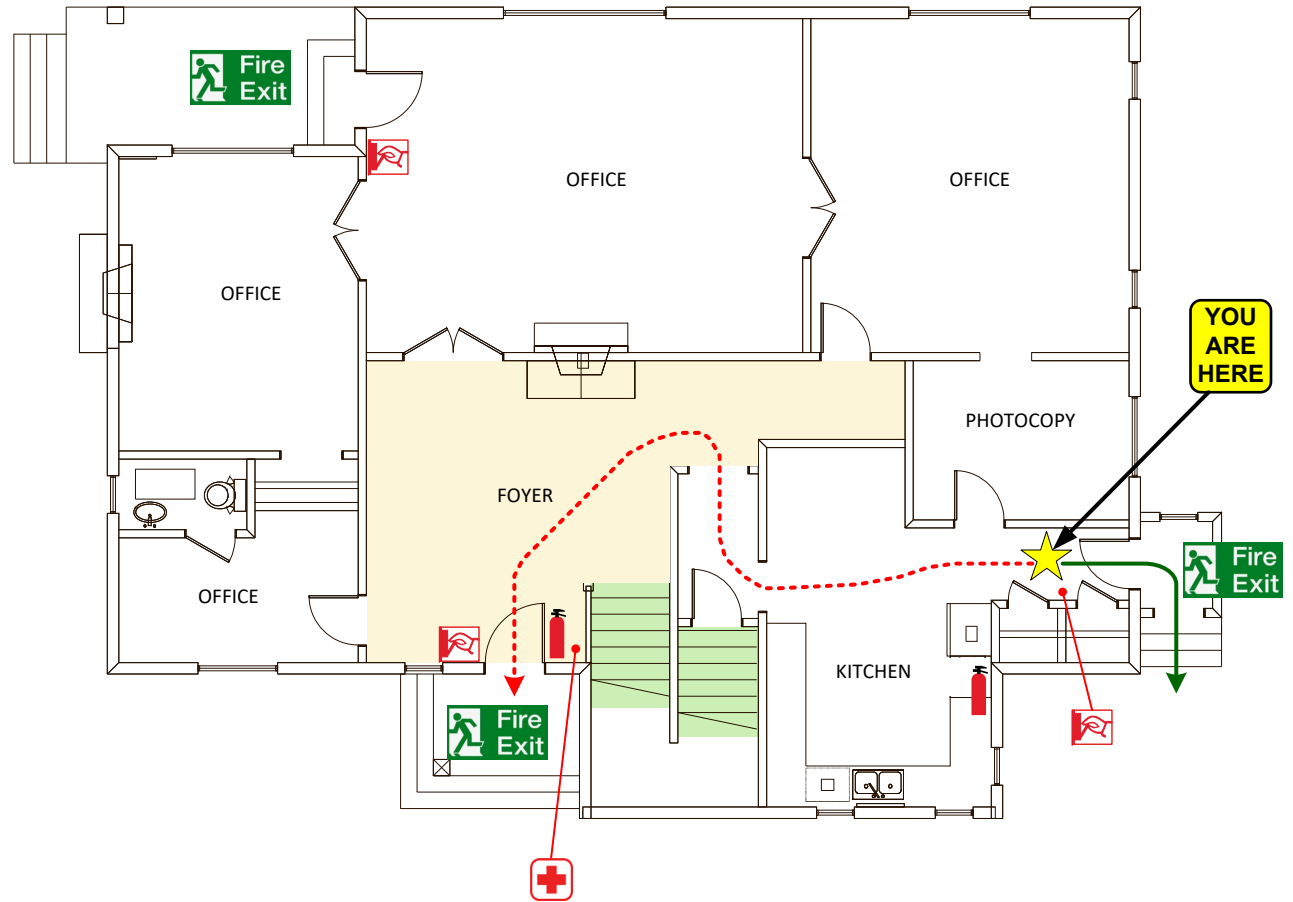 Fire
Exit
OFFICE
OFFICE
OFFICE
YOU
ARE
HERE
PHOTOCOPY
FOYER
Fire
Exit
OFFICE
KITCHEN
Fire
Exit